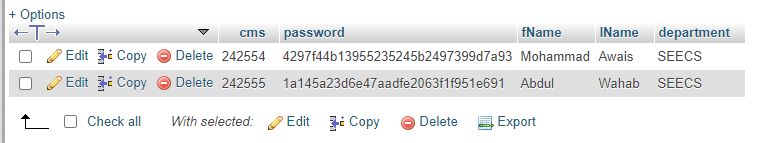 + Options
cms password fName lName department
Edit Copy Delete 242554 4297f44b13955235245b2497399d7a93 Mohammad Awais SEECS
Edit Copy Delete 242555 1a145a23d6e47aadfe2063f1f951e691 Abdul Wahab SEECS
Check all With selected: Edit Copy Delete Export